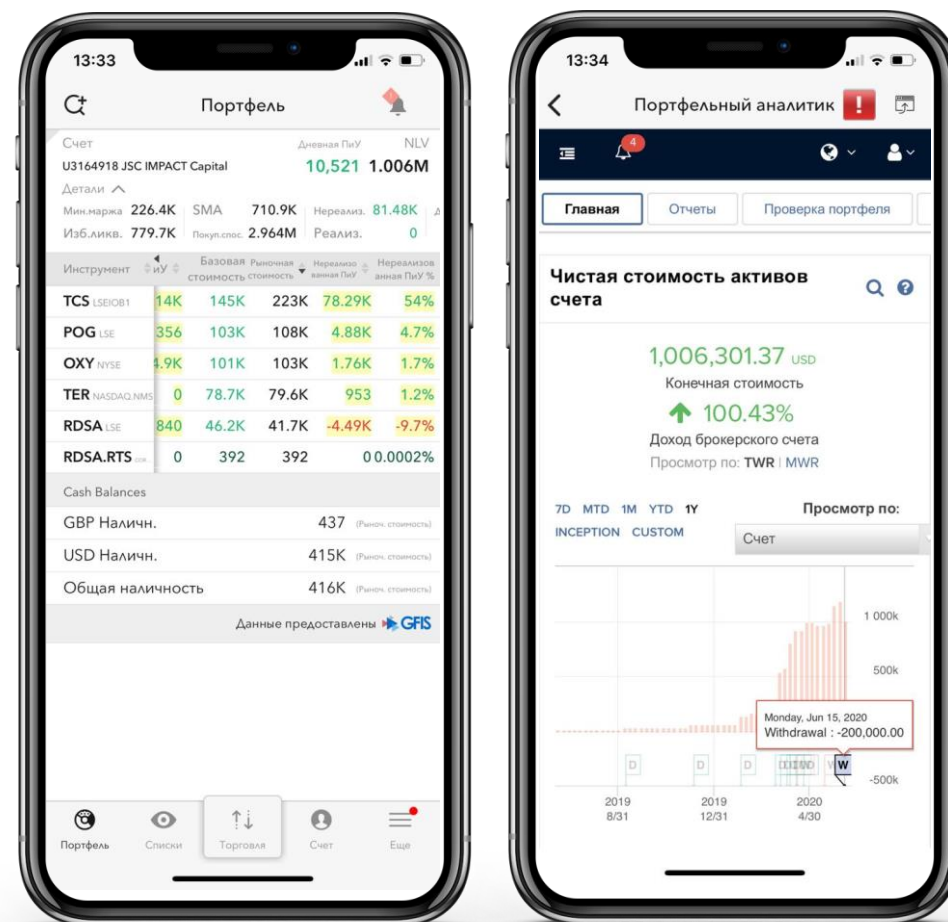 13:33
Портфель
Счет Дневная ПиУ NLV
U3164918 JSC IMPACT Capital 10,521 1.006M
Детали
Мин.маржа 226.4K SMA 710.9K Нереализ. 81.48K
Изб.ликв. 779.7K Покуп.спос. 2.964M Реализ. 0
Инструмент иУ Базовая стоимость Рыночная стоимость Нереализованная ПиУ Нереализованная ПиУ %
TCS LSEIOB1 14K 145K 223K 78.29K 54%
POG LSE 356 103K 108K 4.88K 4.7%
OXY NYSE 4.9K 101K 103K 1.76K 1.7%
TER NASDAQ.NMS 0 78.7K 79.6K 953 1.2%
RDSA LSE 840 46.2K 41.7K -4.49K -9.7%
RDSA.RTS 0 392 392 0 0.0002%
Cash Balances
GBP Наличн. 437 (Рыноч. стоимость)
USD Наличн. 415K (Рыноч. стоимость)
Общая наличность 416K (Рыноч. стоимость)
Данные предоставлены GFIS
Портфель Списки Торговля Счет Еще
13:34
Портфельный аналитик
4
Главная Отчеты Проверка портфеля
Чистая стоимость активов
счета
1,006,301.37 USD
Конечная стоимость
100.43%
Доход брокерского счета
Просмотр по: TWR | MWR
7D MTD 1M YTD 1Y Просмотр по:
INCEPTION CUSTOM Счет
1 000k
500k
Monday, Jun 15, 2020
Withdrawal : -200,000.00
D D D W W
-500k
2019 2019 2020
8/31 12/31 4/30